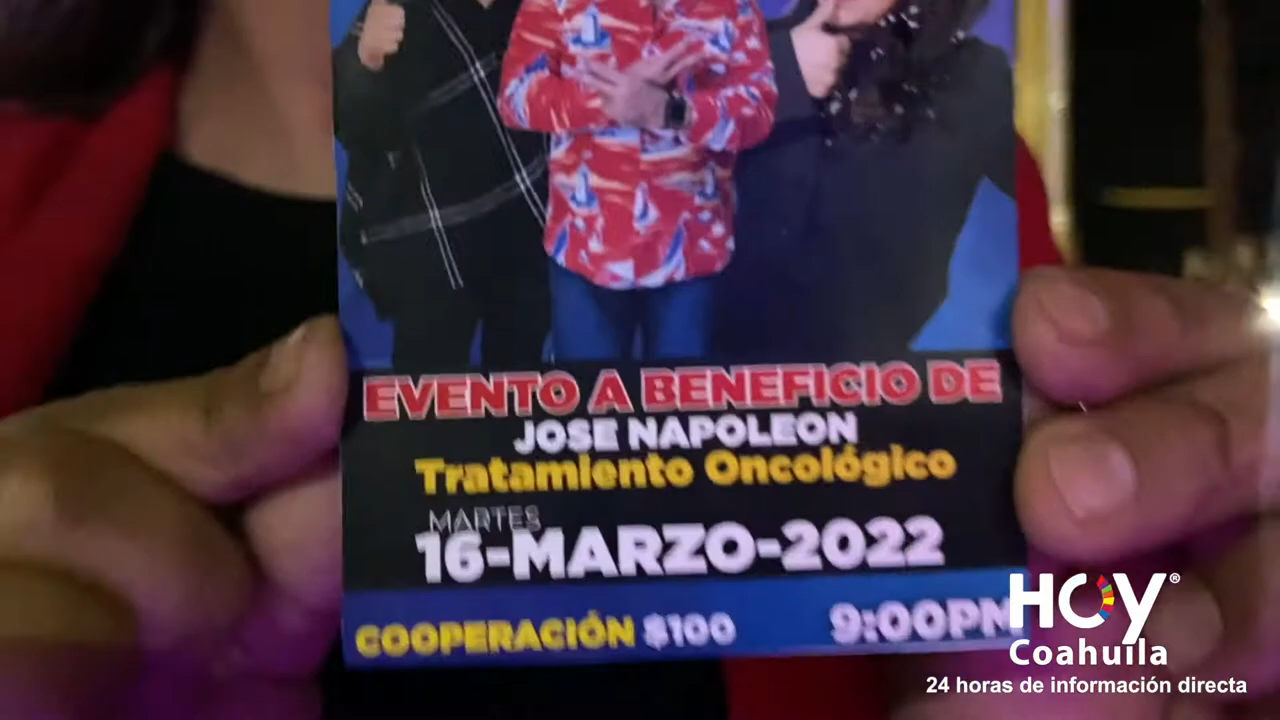 EVENTO A BENEFICIO DE
JOSE NAPOLEON
Tratamiento Oncológico
MARTES
16-MARZO-2022
COOPERACIÓN $100 9:00PM
HOY®
Coahuila
24 horas de información directa